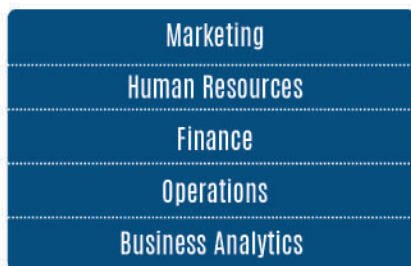 Marketing
Human Resources
Finance
Operations
Business Analytics